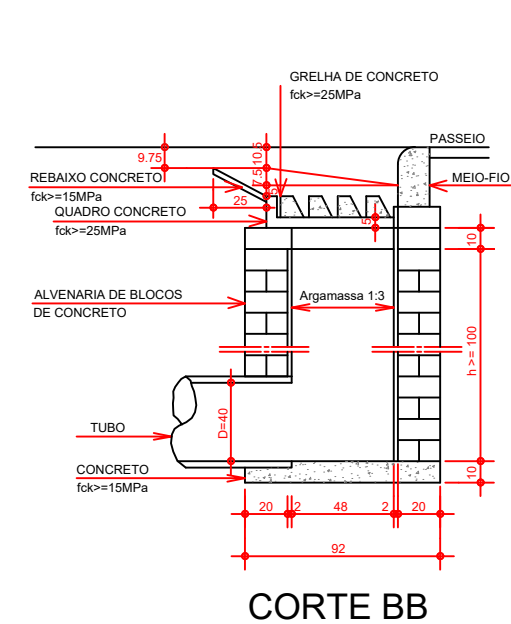 GRELHA DE CONCRETO
fck>=25MPa
PASSEIO
9.75
7.5
10.5
REBAIXO CONCRETO
fck>=15MPa
MEIO-FIO
5
25
QUADRO CONCRETO
fck>=25MPa
5
10
ALVENARIA DE BLOCOS
DE CONCRETO
Argamassa 1:3
h >= 100
D=40
TUBO
CONCRETO
fck>=15MPa
10
20
2
48
2
20
92
CORTE BB